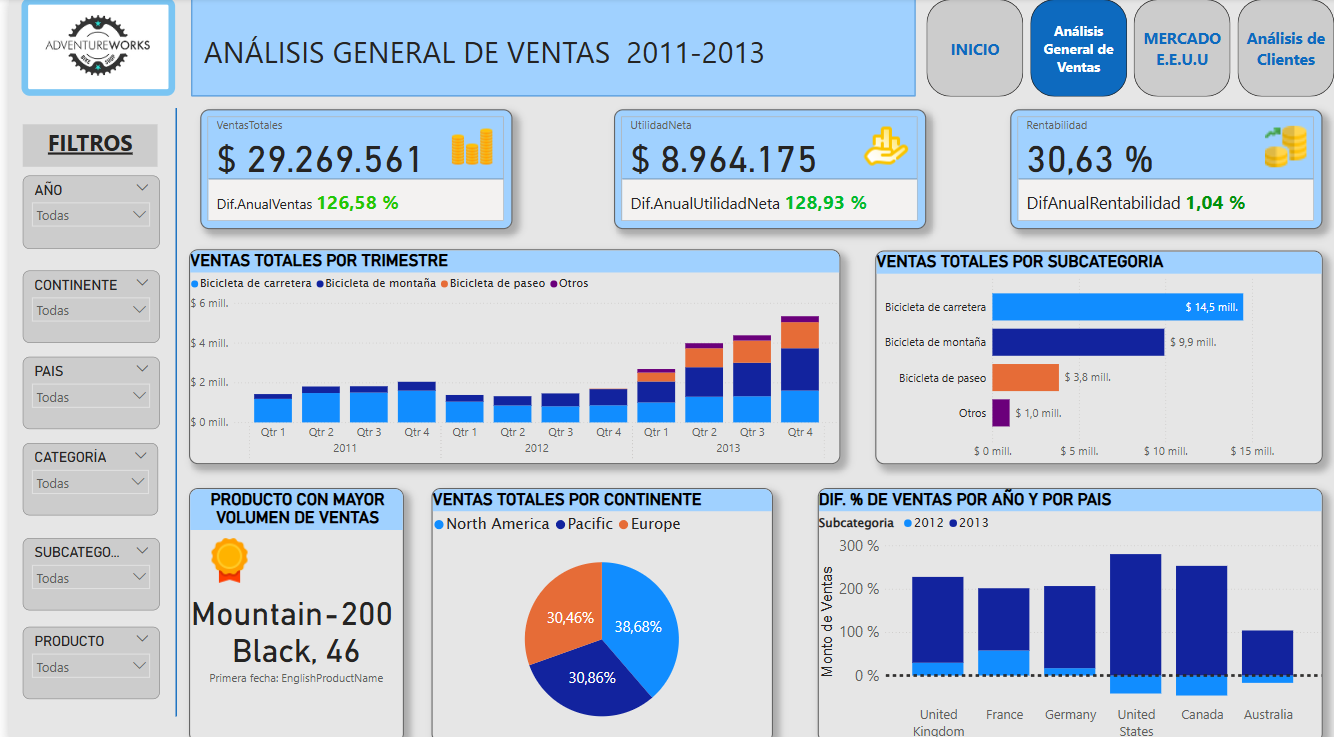 ADVENTUREWORKS
BIKE SHOP
ANÁLISIS GENERAL DE VENTAS 2011-2013
INICIO
Análisis
General de
Ventas
MERCADO
E.E.U.U
Análisis de
Clientes
FILTROS
AÑO
Todas
CONTINENTE
Todas
PAIS
Todas
CATEGORÍA
Todas
SUBCATEGO...
Todas
PRODUCTO
Todas
VentasTotales
$ 29.269.561
Dif.AnualVentas 126,58 %
UtilidadNeta
$ 8.964.175
Dif.AnualUtilidadNeta 128,93 %
Rentabilidad
30,63 %
DifAnualRentabilidad 1,04 %
VENTAS TOTALES POR TRIMESTRE
Bicicleta de carretera Bicicleta de montaña Bicicleta de paseo Otros
$ 6 mill.
$ 4 mill.
$ 2 mill.
$ 0 mill.
Qtr 1 Qtr 2 Qtr 3 Qtr 4 Qtr 1 Qtr 2 Qtr 3 Qtr 4 Qtr 1 Qtr 2 Qtr 3 Qtr 4
2011 2012 2013
VENTAS TOTALES POR SUBCATEGORIA
Bicicleta de carretera $ 14,5 mill.
Bicicleta de montaña $ 9,9 mill.
Bicicleta de paseo $ 3,8 mill.
Otros $ 1,0 mill.
$ 0 mill. $ 5 mill. $ 10 mill. $ 15 mill.
PRODUCTO CON MAYOR
VOLUMEN DE VENTAS
Mountain-200
Black, 46
Primera fecha: EnglishProductName
VENTAS TOTALES POR CONTINENTE
North America Pacific Europe
30,46%
38,68%
30,86%
DIF. % DE VENTAS POR AÑO Y POR PAIS
Subcategoria 2012 2013
Monto de Ventas
300 %
200 %
100 %
0 %
United
Kingdom
France
Germany
United
States
Canada
Australia